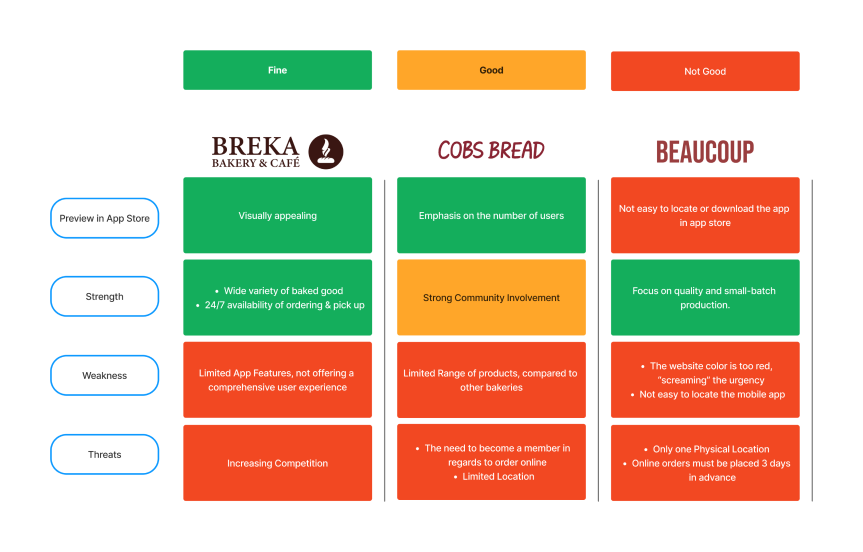 Fine
Good
Not Good
BREKA
BAKERY & CAFÉ
COBS BREAD
BEAUCOUP
Preview in App Store
Visually appealing
Emphasis on the number of users
Not easy to locate or download the app
in app store
Strength
• Wide variety of baked good
• 24/7 availability of ordering & pick up
Strong Community Involvement
Focus on quality and small-batch
production.
Weakness
Limited App Features, not offering a
comprehensive user experience
Limited Range of products, compared to
other bakeries
• The website color is too red,
"screaming" the urgency
• Not easy to locate the mobile app
Threats
Increasing Competition
• The need to become a member in
regards to order online
• Limited Location
• Only one Physical Location
• Online orders must be placed 3 days
in advance